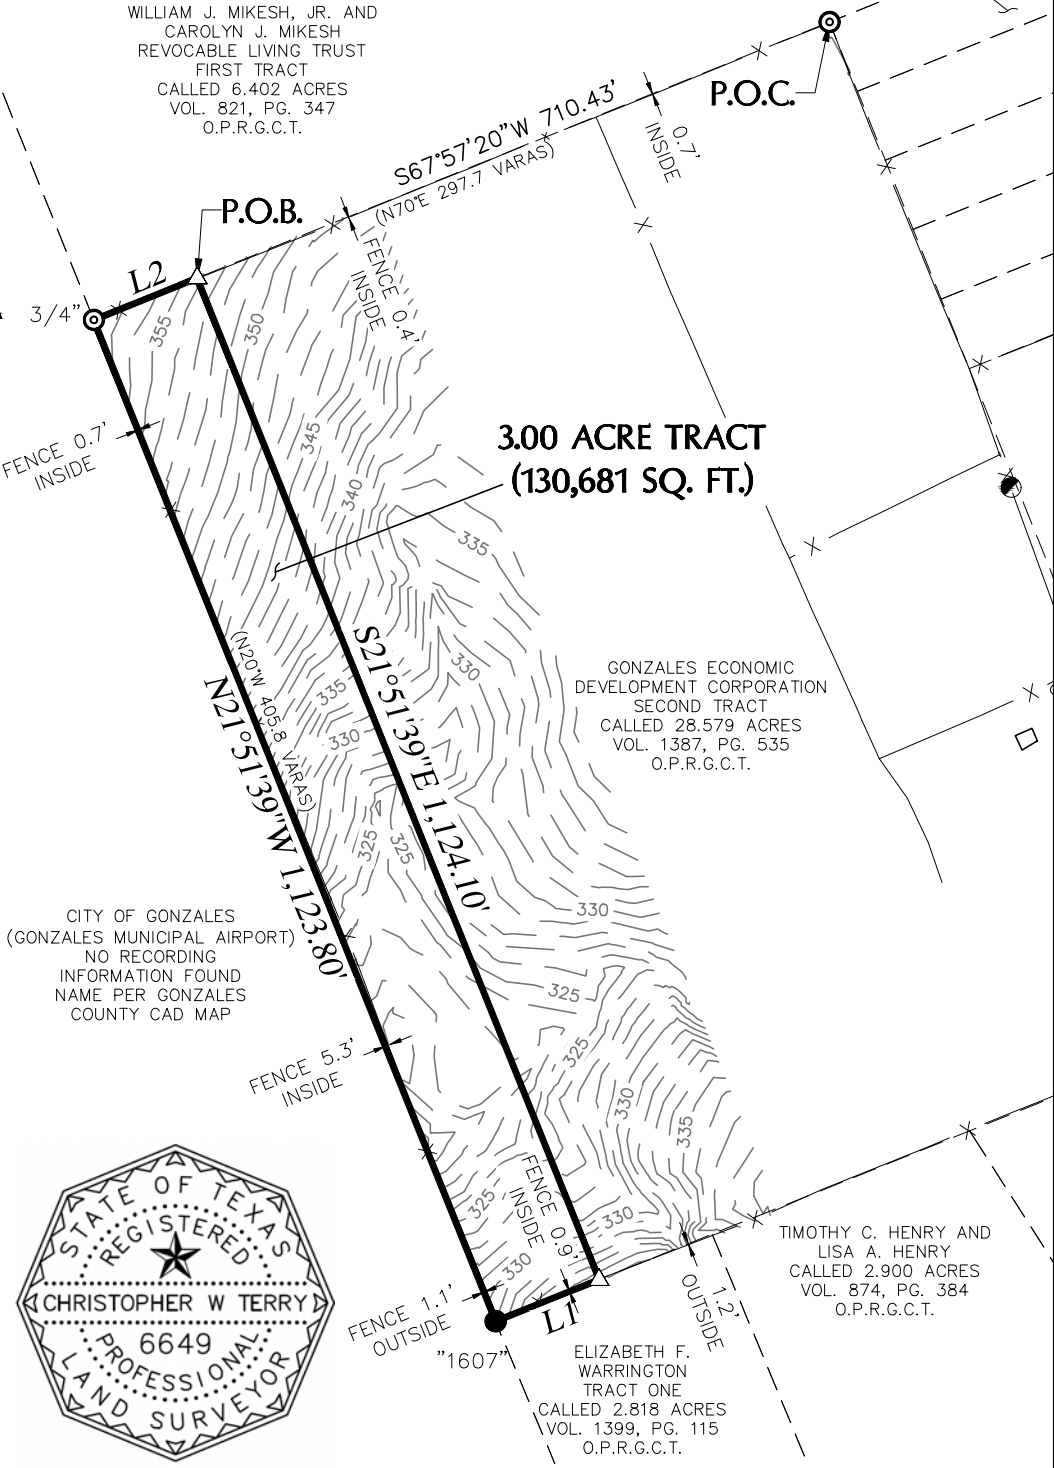 WILLIAM J. MIKESH, JR. AND
CAROLYN J. MIKESH
REVOCABLE LIVING TRUST
FIRST TRACT
CALLED 6.402 ACRES
VOL. 821, PG. 347
O.P.R.G.C.T.
P.O.C.
S67°57'20"W 710.43'
(N70°E 297.7 VARAS)
0.7'
INSIDE
P.O.B.
L2
3/4"
FENCE 0.4'
INSIDE
355
350
345
340
335
FENCE 0.7'
INSIDE
3.00 ACRE TRACT
(130,681 SQ. FT.)
(N20°W 405.8 VARAS)
N21°51'39"W 1,123.80'
S21°51'39"E 1,124.10'
330
335
330
325
325
GONZALES ECONOMIC
DEVELOPMENT CORPORATION
SECOND TRACT
CALLED 28.579 ACRES
VOL. 1387, PG. 535
O.P.R.G.C.T.
330
325
325
330
335
CITY OF GONZALES
(GONZALES MUNICIPAL AIRPORT)
NO RECORDING
INFORMATION FOUND
NAME PER GONZALES
COUNTY CAD MAP
FENCE 5.3'
INSIDE
325
330
330
FENCE 0.9'
INSIDE
FENCE 1.1'
OUTSIDE
"1607"
L1
1.2'
OUTSIDE
TIMOTHY C. HENRY AND
LISA A. HENRY
CALLED 2.900 ACRES
VOL. 874, PG. 384
O.P.R.G.C.T.
ELIZABETH F.
WARRINGTON
TRACT ONE
CALLED 2.818 ACRES
VOL. 1399, PG. 115
O.P.R.G.C.T.
STATE OF TEXAS
REGISTERED
CHRISTOPHER W TERRY
6649
PROFESSIONAL
LAND SURVEYOR